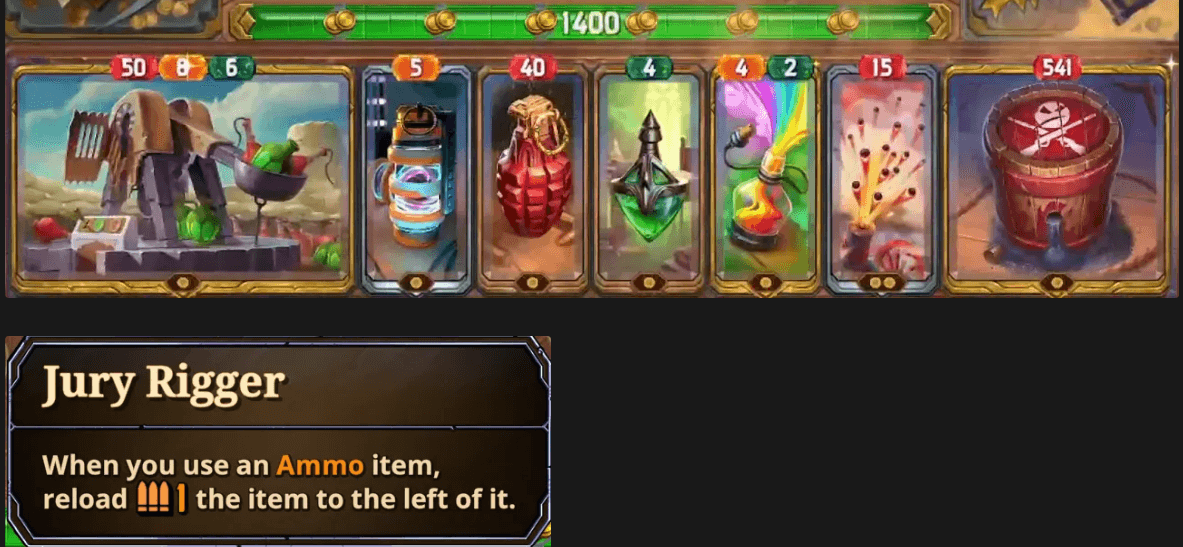 1400
50 8 6 5 40 4 4 2 15 541
Jury Rigger
When you use an Ammo item,
reload 1 the item to the left of it.